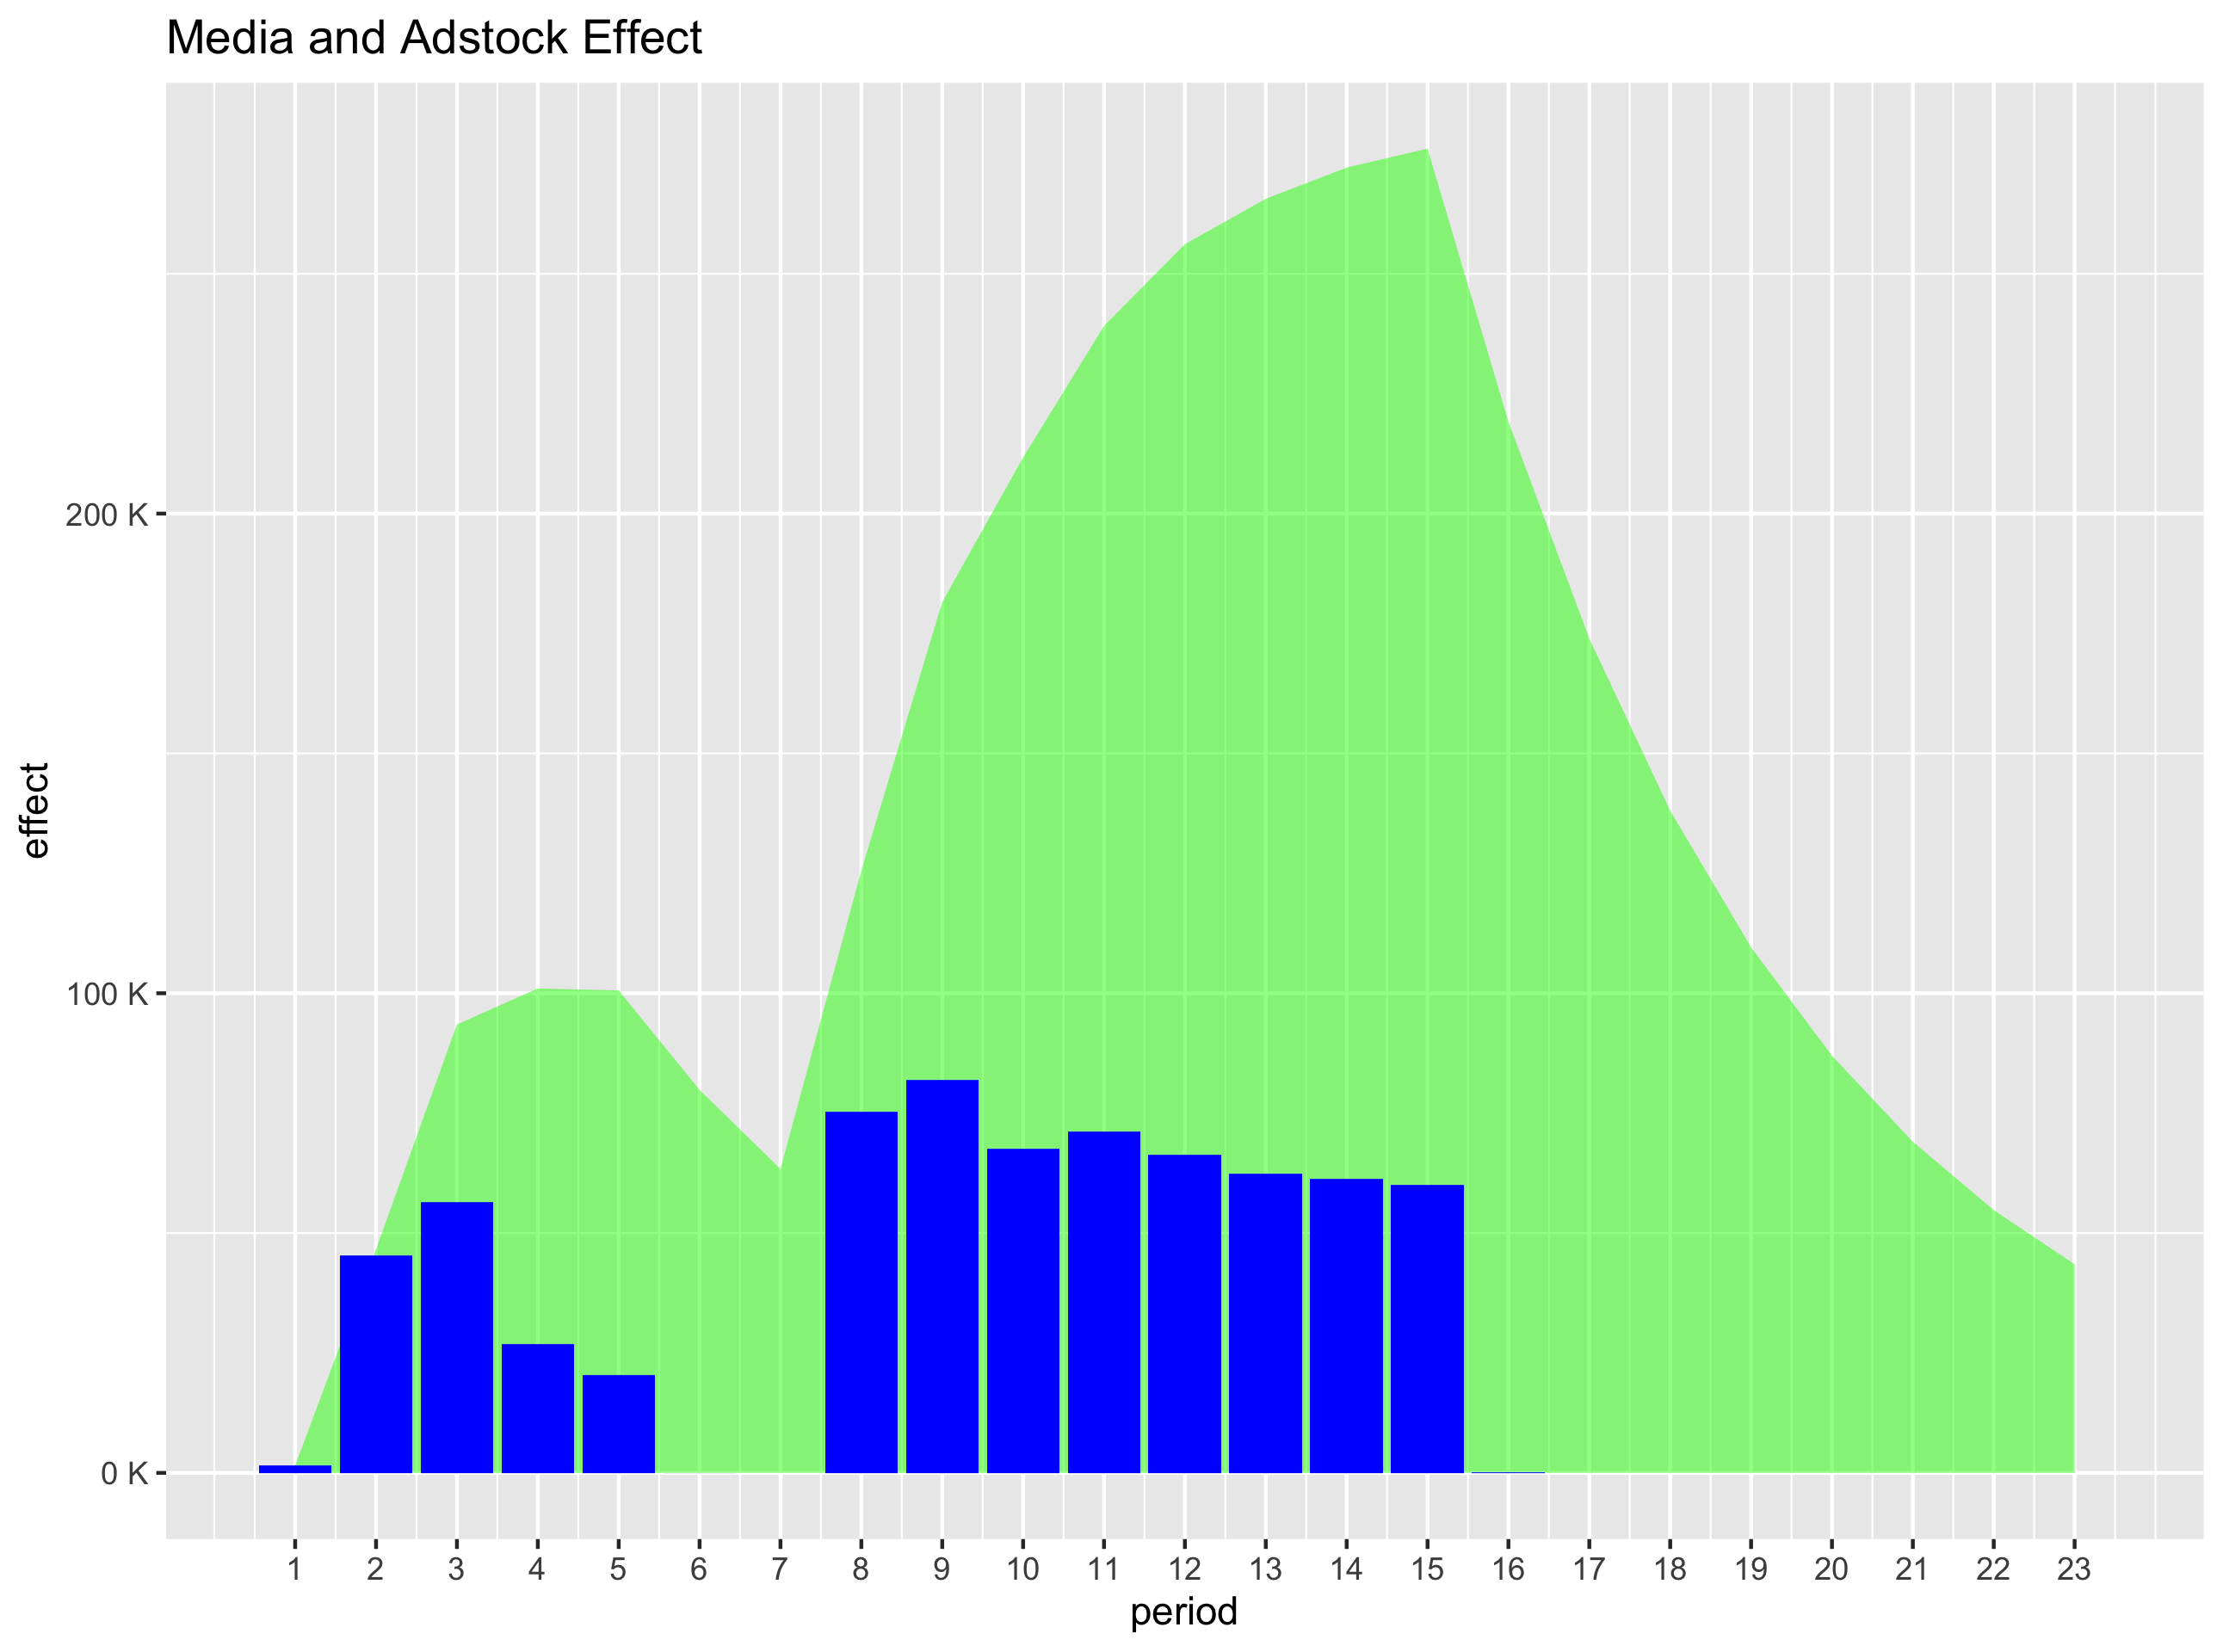 Media and Adstock Effect
effect
200 K
100 K
0 K
1 2 3 4 5 6 7 8 9 10 11 12 13 14 15 16 17 18 19 20 21 22 23
period